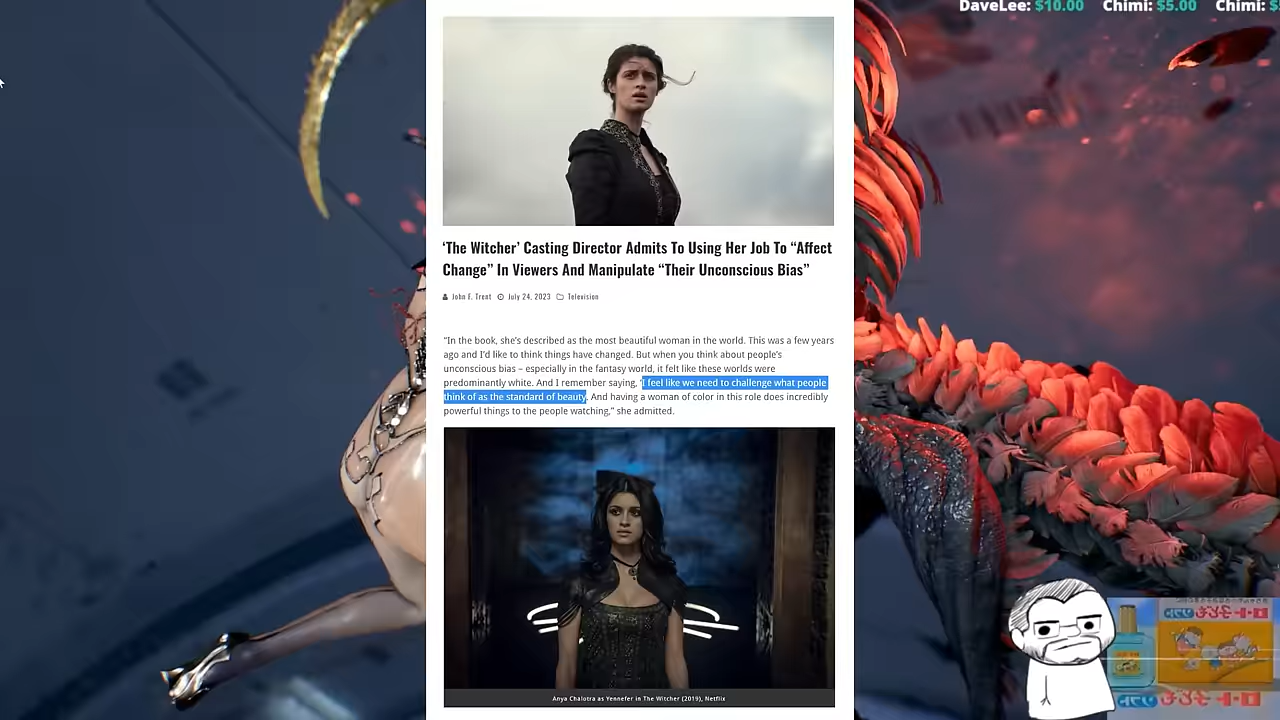 DaveLee: $10.00 Chimi: $5.00 Chimi:
‘The Witcher’ Casting Director Admits To Using Her Job To “Affect
Change” In Viewers And Manipulate “Their Unconscious Bias”
John F. Trent July 24, 2023 Television
“In the book, she’s described as the most beautiful woman in the world. This was a few years
ago and I’d like to think things have changed. But when you think about people’s
unconscious bias – especially in the fantasy world, it felt like these worlds were
predominantly white. And I remember saying, ‘I feel like we need to challenge what people
think of as the standard of beauty. And having a woman of color in this role does incredibly
powerful things to the people watching,” she admitted.
Anya Chalotra as Yennefer in The Witcher (2019), Netflix